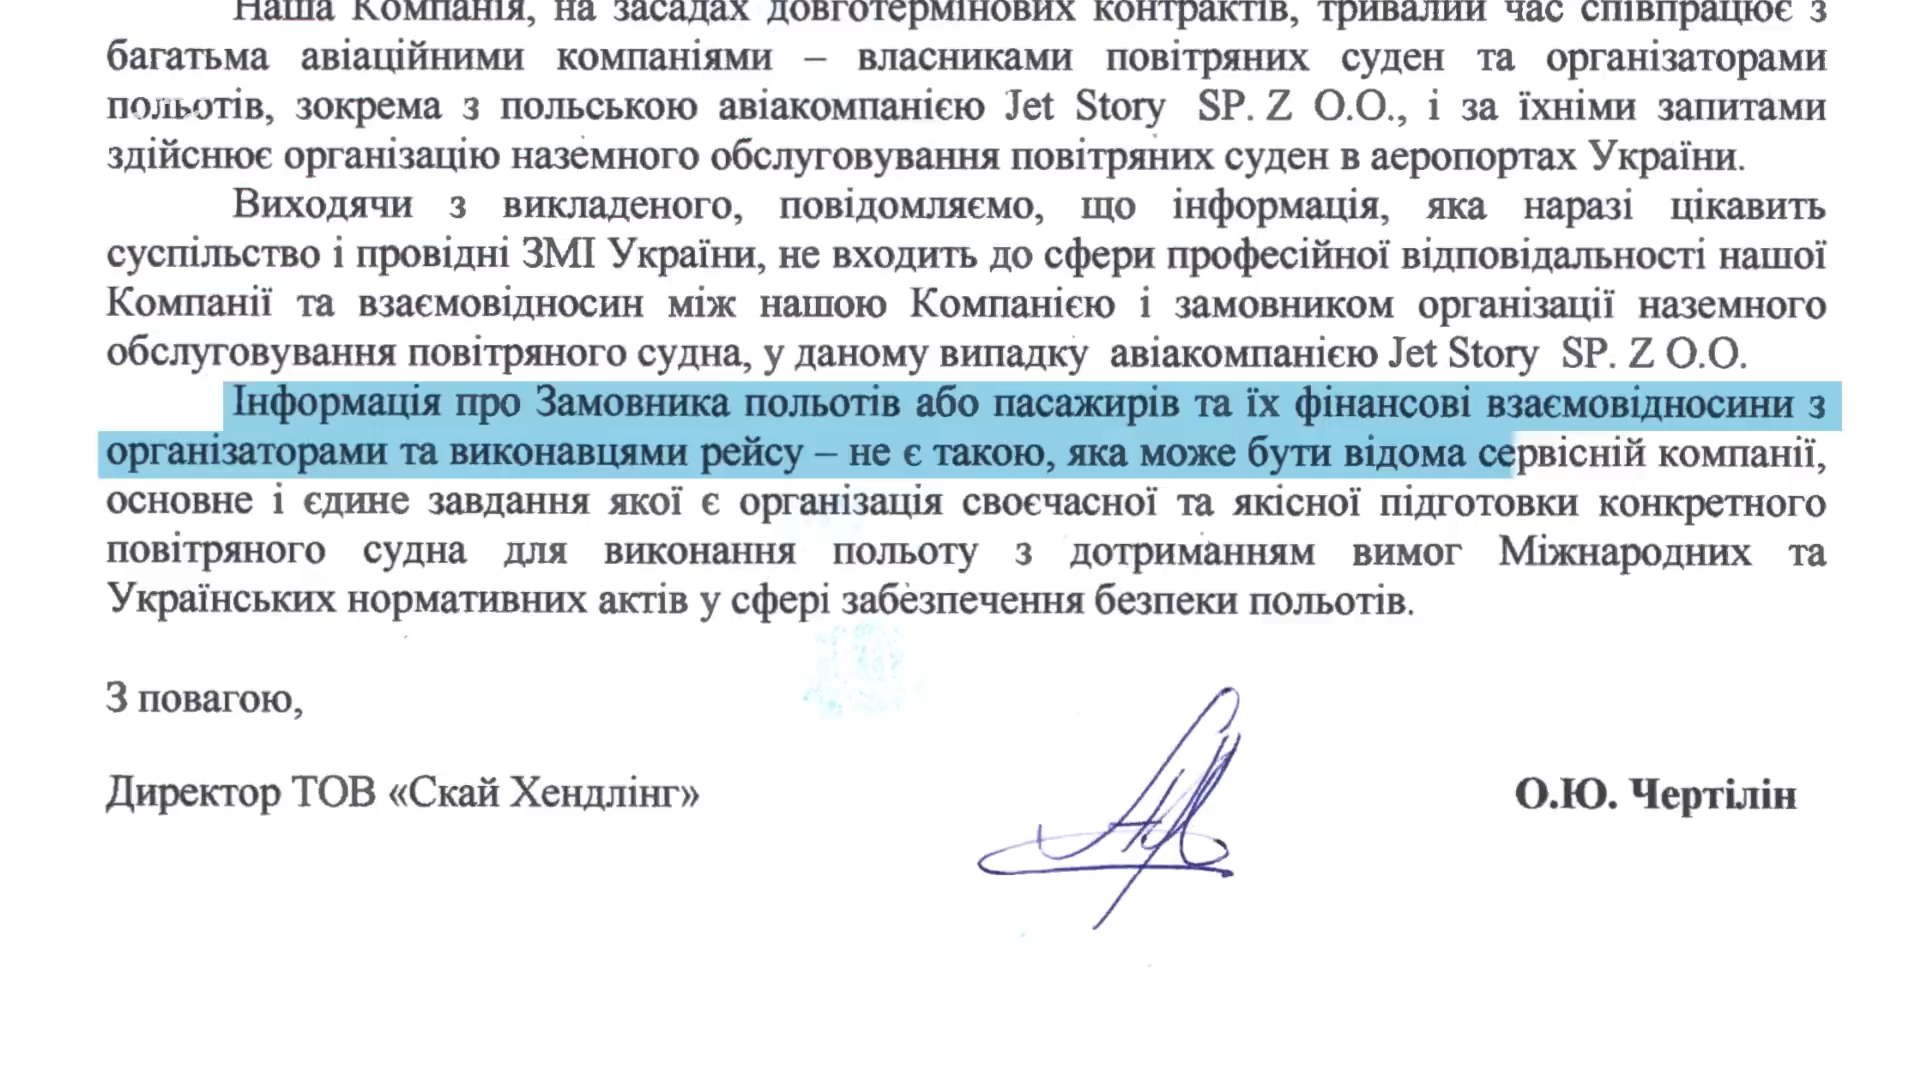 Наша Компанія, на засадах довготермінових контрактів, тривалий час співпрацює з
багатьма авіаційними компаніями – власниками повітряних суден та організаторами
польотів, зокрема з польською авіакомпанією Jet Story SP. Z O.O., і за їхніми запитами
здійснює організацію наземного обслуговування повітряних суден в аеропортах України.
Виходячи з викладеного, повідомляємо, що інформація, яка наразі цікавить
суспільство і провідні ЗМІ України, не входить до сфери професійної відповідальності нашої
Компанії та взаємовідносин між нашою Компанією і замовником організації наземного
обслуговування повітряного судна, у даному випадку авіакомпанією Jet Story SP. Z O.O.
Інформація про Замовника польотів або пасажирів та їх фінансові взаємовідносини з
організаторами та виконавцями рейсу – не є такою, яка може бути відома сервісній компанії,
основне і єдине завдання якої є організація своєчасної та якісної підготовки конкретного
повітряного судна для виконання польоту з дотриманням вимог Міжнародних та
Українських нормативних актів у сфері забезпечення безпеки польотів.
З повагою,
Директор ТОВ «Скай Хендлінг»
О.Ю. Чертілін